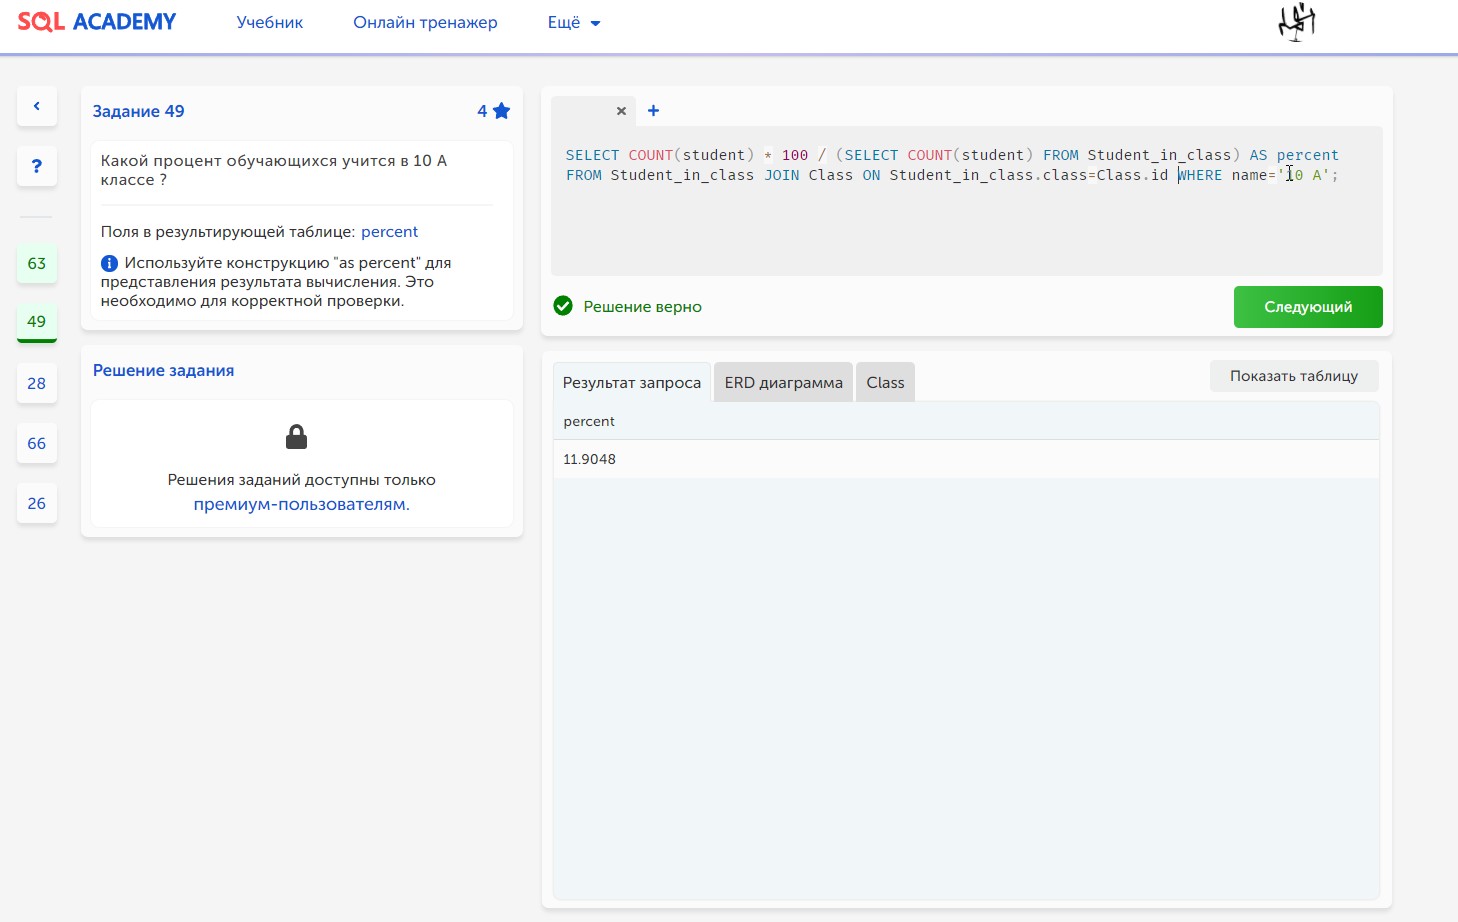 SQL ACADEMY
Учебник
Онлайн тренажер
Ещё
Задание 49
4
Какой процент обучающихся учится в 10 A
классе ?
Поля в результирующей таблице: percent
Используйте конструкцию "as percent" для
представления результата вычисления. Это
необходимо для корректной проверки.
?
63
49
28
66
26
Решение задания
Решения заданий доступны только
премиум-пользователям.
SELECT COUNT(student) * 100 / (SELECT COUNT(student) FROM Student_in_class) AS percent
FROM Student_in_class JOIN Class ON Student_in_class.class=Class.id WHERE name='10 A';
Решение верно
Следующий
Результат запроса
ERD диаграмма
Class
Показать таблицу
percent
11.9048